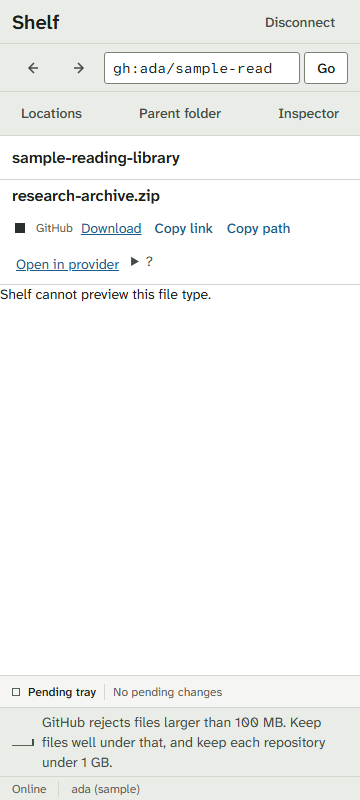 Shelf Disconnect
gh:ada/sample-read Go
Locations Parent folder Inspector
sample-reading-library
research-archive.zip
GitHub Download Copy link Copy path
Open in provider ?
Shelf cannot preview this file type.
Pending tray No pending changes
GitHub rejects files larger than 100 MB. Keep
files well under that, and keep each repository
under 1 GB.
Online ada (sample)